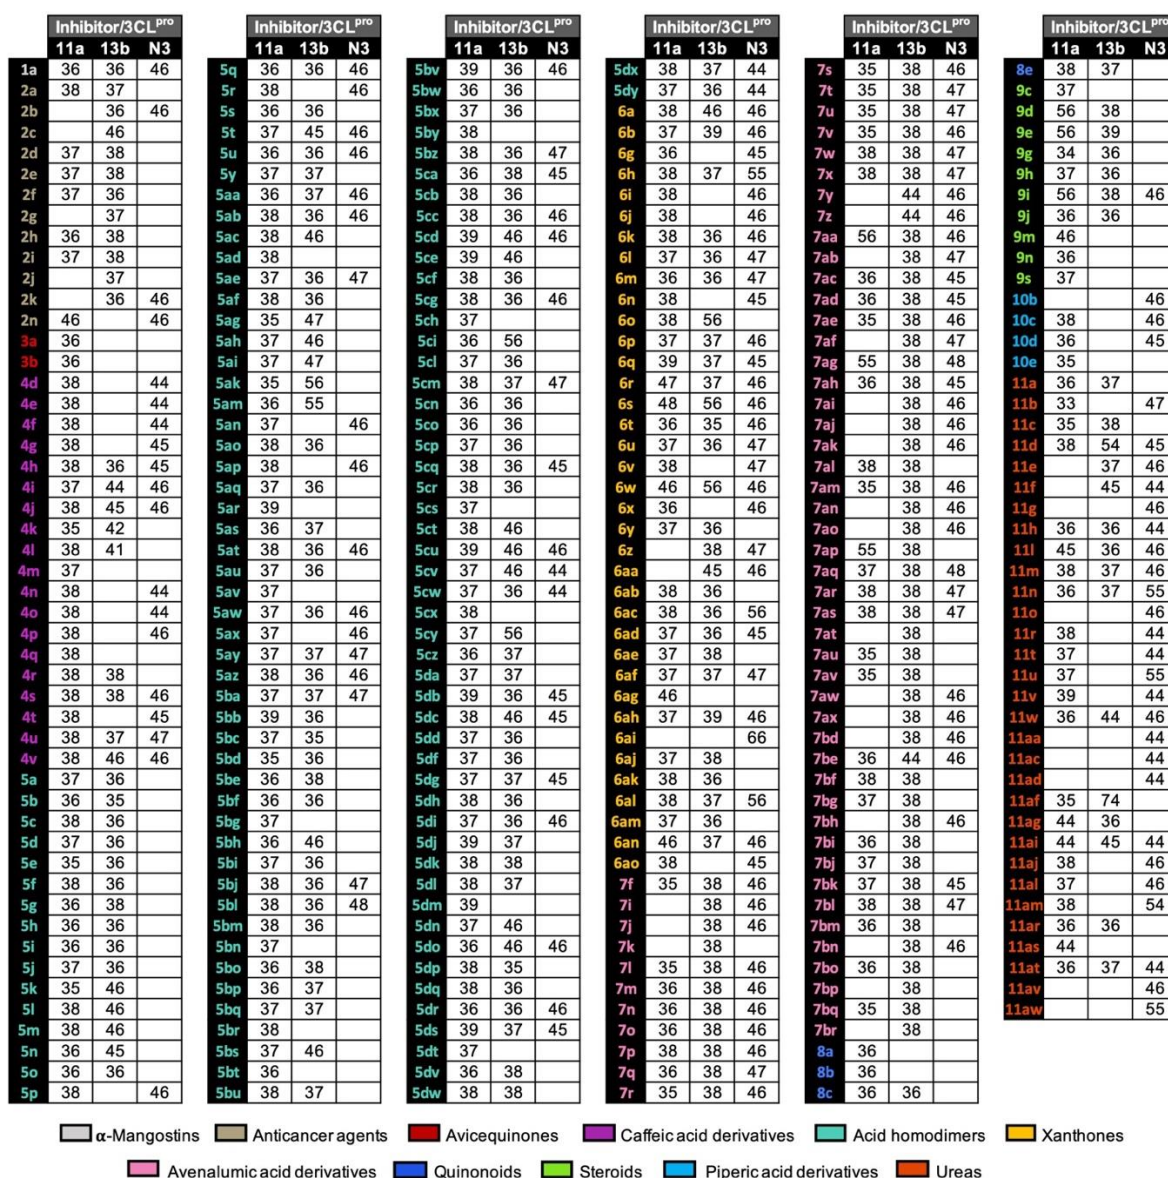 Inhibitor/3CLpro
11a 13b N3
1a 36 36 46
2a 38 37
2b 36 46
2c 46
2d 37 38
2e 37 38
2f 37 36
2g 37
2h 36 38
2i 37 38
2j 37
2k 36 46
2n 46 46
3a 36
3b 36
4d 38 44
4e 38 44
4f 38 44
4g 38 45
4h 38 36 45
4i 37 44 46
4j 38 45 46
4k 35 42
4l 38 41
4m 37
4n 38 44
4o 38 44
4p 38 46
4q 38
4r 38 38
4s 38 38 46
4t 38 45
4u 38 37 47
4v 38 46 46
5a 37 36
5b 36 35
5c 38 36
5d 37 36
5e 35 36
5f 38 36
5g 36 38
5h 36 36
5i 36 36
5j 37 36
5k 35 46
5l 38 46
5m 38 46
5n 36 45
5o 36 36
5p 38 46
Inhibitor/3CLpro
11a 13b N3
5q 36 36 46
5r 38 46
5s 36 36
5t 37 45 46
5u 36 36 46
5y 37 37
5aa 36 37 46
5ab 38 36 46
5ac 38 46
5ad 38
5ae 37 36 47
5af 38 36
5ag 35 47
5ah 37 46
5ai 37 47
5ak 35 56
5am 36 55
5an 37 46
5ao 38 36
5ap 38 46
5aq 37 36
5ar 39
5as 36 37
5at 38 36 46
5au 37 36
5av 37
5aw 37 36 46
5ax 37 46
5ay 37 37 47
5az 38 36 46
5ba 37 37 47
5bb 39 36
5bc 37 35
5bd 35 36
5be 36 38
5bf 36 36
5bg 37
5bh 36 46
5bi 37 36
5bj 38 36 47
5bl 38 36 48
5bm 38 36
5bn 37
5bo 36 38
5bp 36 37
5bq 37 37
5br 38
5bs 37 46
5bt 36
5bu 38 37
Inhibitor/3CLpro
11a 13b N3
5bv 39 36 46
5bw 36 36
5bx 37 36
5by 38
5bz 38 36 47
5ca 36 38 45
5cb 38 36
5cc 38 36 46
5cd 39 46 46
5ce 39 46
5cf 38 36
5cg 38 36 46
5ch 37
5ci 36 56
5cl 37 36
5cm 38 37 47
5cn 36 36
5co 36 36
5cp 37 36
5cq 38 36 45
5cr 38 36
5cs 37
5ct 38 46
5cu 39 46 46
5cv 37 46 44
5cw 37 36 44
5cx 38
5cy 37 56
5cz 36 37
5da 37 37
5db 39 36 45
5dc 38 46 45
5dd 37 36
5df 37 36
5dg 37 37 45
5dh 38 36
5di 37 36 46
5dj 39 37
5dk 38 38
5dl 38 37
5dm 39
5dn 37 46
5do 36 46 46
5dp 38 35
5dq 38 36
5dr 36 36 46
5ds 39 37 45
5dt 37
5dv 36 38
5dw 38 38
Inhibitor/3CLpro
11a 13b N3
5dx 38 37 44
5dy 37 36 44
6a 38 46 46
6b 37 39 46
6g 36 45
6h 38 37 55
6i 38 46
6j 38 46
6k 38 36 46
6l 37 36 47
6m 36 36 47
6n 38 45
6o 38 56
6p 37 37 46
6q 39 37 45
6r 47 37 46
6s 48 56 46
6t 36 35 46
6u 37 36 47
6v 38 47
6w 46 56 46
6x 36 46
6y 37 36
6z 38 47
6aa 45 46
6ab 38 36
6ac 38 36 56
6ad 37 36 45
6ae 37 38
6af 37 37 47
6ag 46
6ah 37 39 46
6ai 66
6aj 37 38
6ak 38 36
6al 38 37 56
6am 37 36
6an 46 37 46
6ao 38 45
7f 35 38 46
7i 38 46
7j 38 46
7k 38
7l 35 38 46
7m 36 38 46
7n 36 38 46
7o 36 38 46
7p 38 38 46
7q 36 38 47
7r 35 38 46
Inhibitor/3CLpro
11a 13b N3
7s 35 38 46
7t 35 38 47
7u 35 38 47
7v 35 38 46
7w 38 38 47
7x 38 38 47
7y 44 46
7z 44 46
7aa 56 38 46
7ab 38 47
7ac 36 38 45
7ad 36 38 45
7ae 35 38 46
7af 38 47
7ag 55 38 48
7ah 36 38 45
7ai 38 46
7aj 38 46
7ak 38 46
7al 38 38
7am 35 38 46
7an 38 46
7ao 38 46
7ap 55 38
7aq 37 38 48
7ar 38 38 47
7as 38 38 47
7at 38
7au 35 38
7av 35 38
7aw 38 46
7ax 38 46
7bd 38 46
7be 36 44 46
7bf 38 38
7bg 37 38
7bh 38 46
7bi 36 38
7bj 37 38
7bk 37 38 45
7bl 38 38 47
7bm 36 38
7bn 38 46
7bo 36 38
7bp 38
7bq 35 38
7br 38
8a 36
8b 36
8c 36 36
Inhibitor/3CLpro
11a 13b N3
8e 38 37
9c 37
9d 56 38
9e 56 39
9g 34 36
9h 37 36
9i 56 38 46
9j 36 36
9m 46
9n 36
9s 37
10b 46
10c 38 46
10d 36 45
10e 35
11a 36 37
11b 33 47
11c 35 38
11d 38 54 45
11e 37 46
11f 45 44
11g 46
11h 36 36 44
11l 45 36 46
11m 38 37 46
11n 36 37 55
11o 46
11r 38 44
11t 37 44
11u 37 55
11v 39 44
11w 36 44 46
11aa 44
11ac 44
11ad 44
11af 35 74
11ag 44 36
11ai 44 45 44
11aj 38 46
11al 37 46
11am 38 54
11ar 36 36
11as 44
11at 36 37 44
11av 46
11aw 55
α-Mangostins Anticancer agents Avicequinones Caffeic acid derivatives Acid homodimers Xanthones
Avenalumic acid derivatives Quinonoids Steroids Piperic acid derivatives Ureas